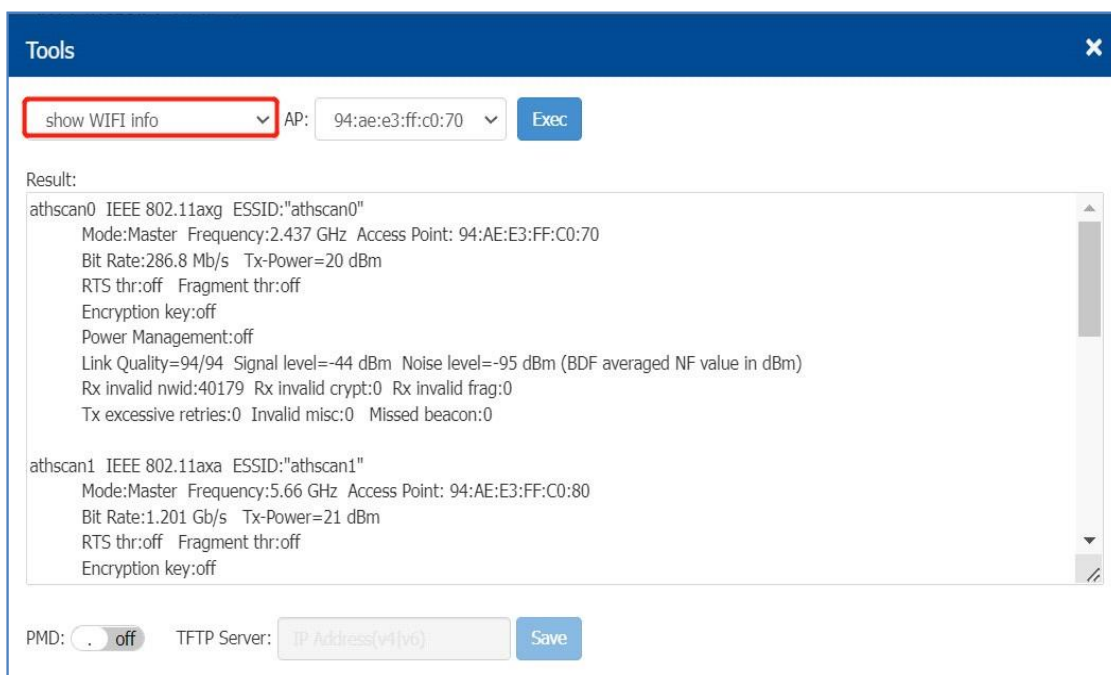 Tools
show WIFI info AP: 94:ae:e3:ff:c0:70 Exec
Result:
athscan0 IEEE 802.11axg ESSID:"athscan0"
Mode:Master Frequency:2.437 GHz Access Point: 94:AE:E3:FF:C0:70
Bit Rate:286.8 Mb/s Tx-Power=20 dBm
RTS thr:off Fragment thr:off
Encryption key:off
Power Management:off
Link Quality=94/94 Signal level=-44 dBm Noise level=-95 dBm (BDF averaged NF value in dBm)
Rx invalid nwid:40179 Rx invalid crypt:0 Rx invalid frag:0
Tx excessive retries:0 Invalid misc:0 Missed beacon:0
athscan1 IEEE 802.11axa ESSID:"athscan1"
Mode:Master Frequency:5.66 GHz Access Point: 94:AE:E3:FF:C0:80
Bit Rate:1.201 Gb/s Tx-Power=21 dBm
RTS thr:off Fragment thr:off
Encryption key:off
PMD: . off TFTP Server: IP Address(v4|v6) Save